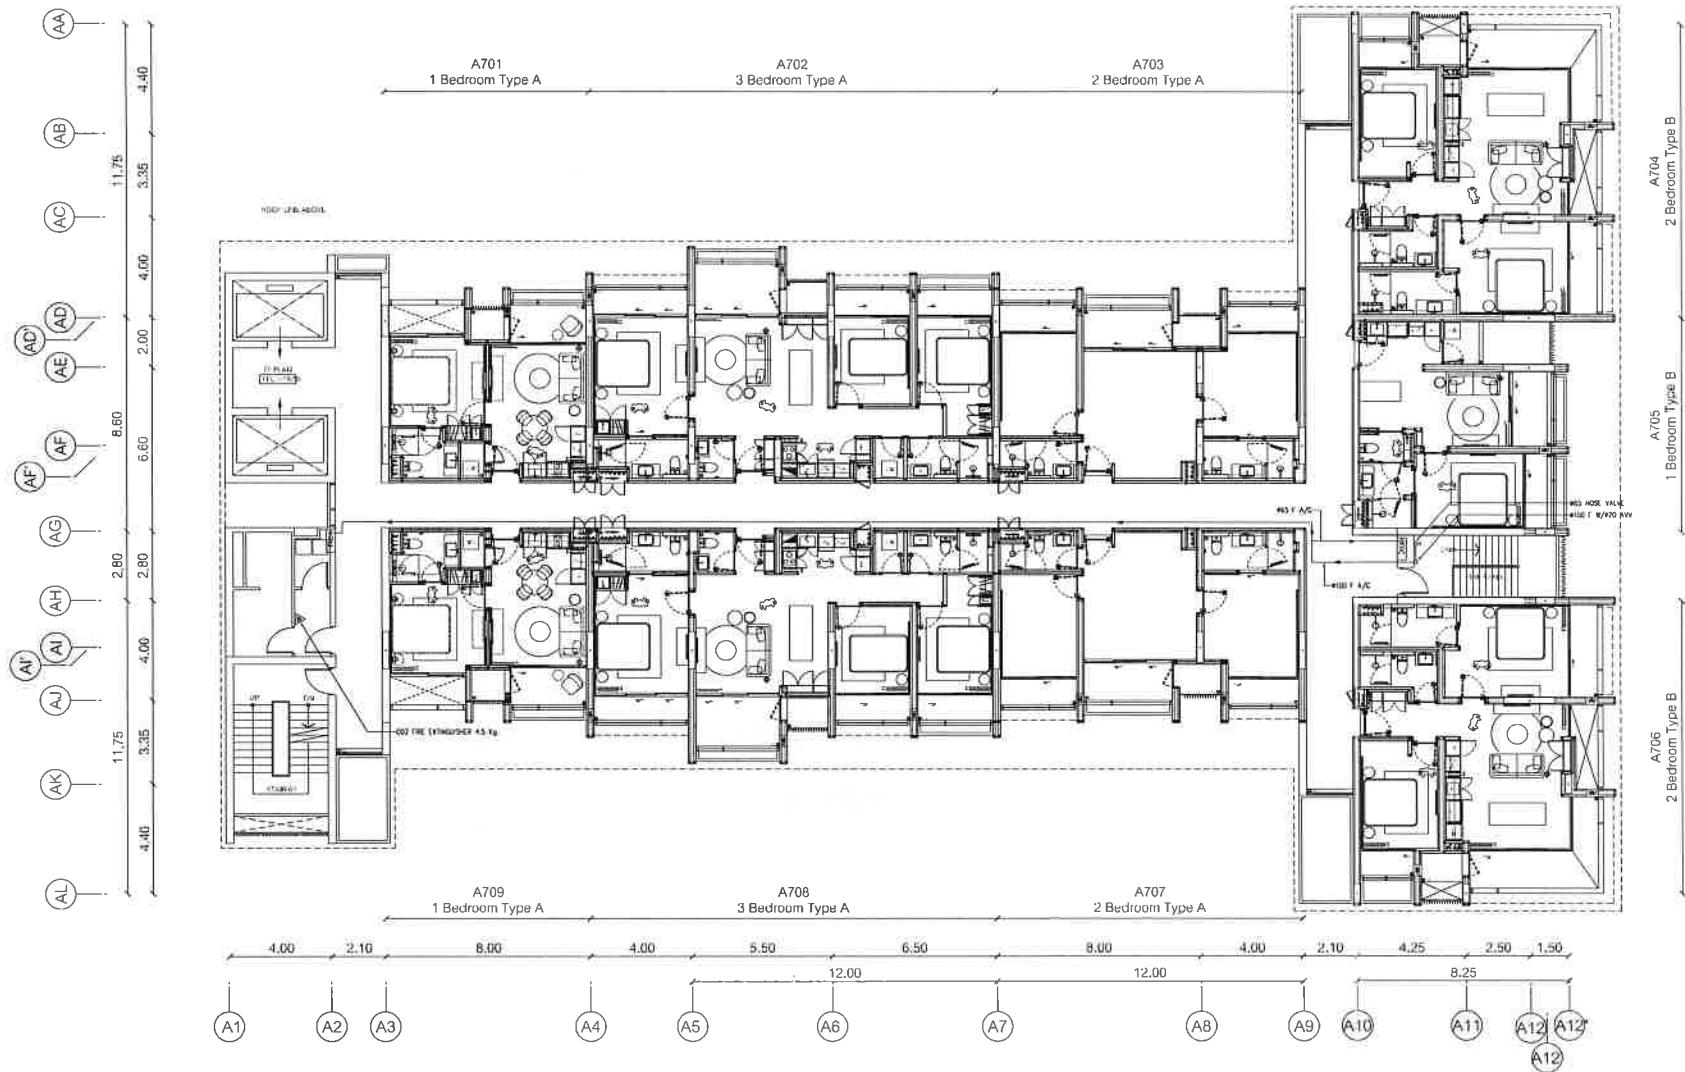 AA
AB
AC
AD
AD'
AE
AF
AF'
AG
AH
AI
AI'
AJ
AK
AL
11.75
8.60
2.80
11.75
4.40
3.35
4.00
2.00
6.60
2.80
4.00
3.35
4.40
A701
1 Bedroom Type A
A702
3 Bedroom Type A
A703
2 Bedroom Type A
A704
2 Bedroom Type B
A705
1 Bedroom Type B
A706
2 Bedroom Type B
ROOF LINE ABOVE
UP
CO2 FIRE EXTINGUISHER 4.5 Kg.
A709
1 Bedroom Type A
A708
3 Bedroom Type A
A707
2 Bedroom Type A
4.00
2.10
8.00
4.00
5.50
6.50
8.00
4.00
2.10
4.25
2.50
1.50
12.00
12.00
8.25
A1
A2
A3
A4
A5
A6
A7
A8
A9
A10
A11
A12
A12'
A12